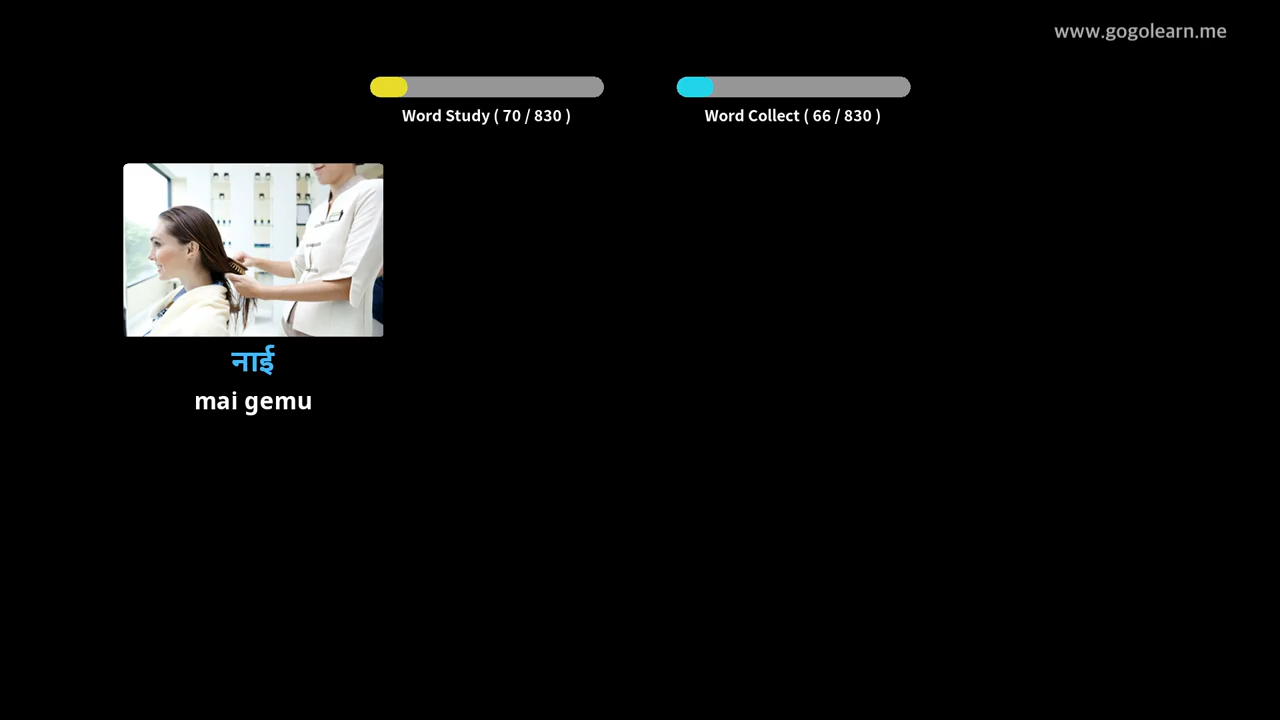 www.gogolearn.me
Word Study ( 70 / 830 )
Word Collect ( 66 / 830 )
नाई
mai gemu